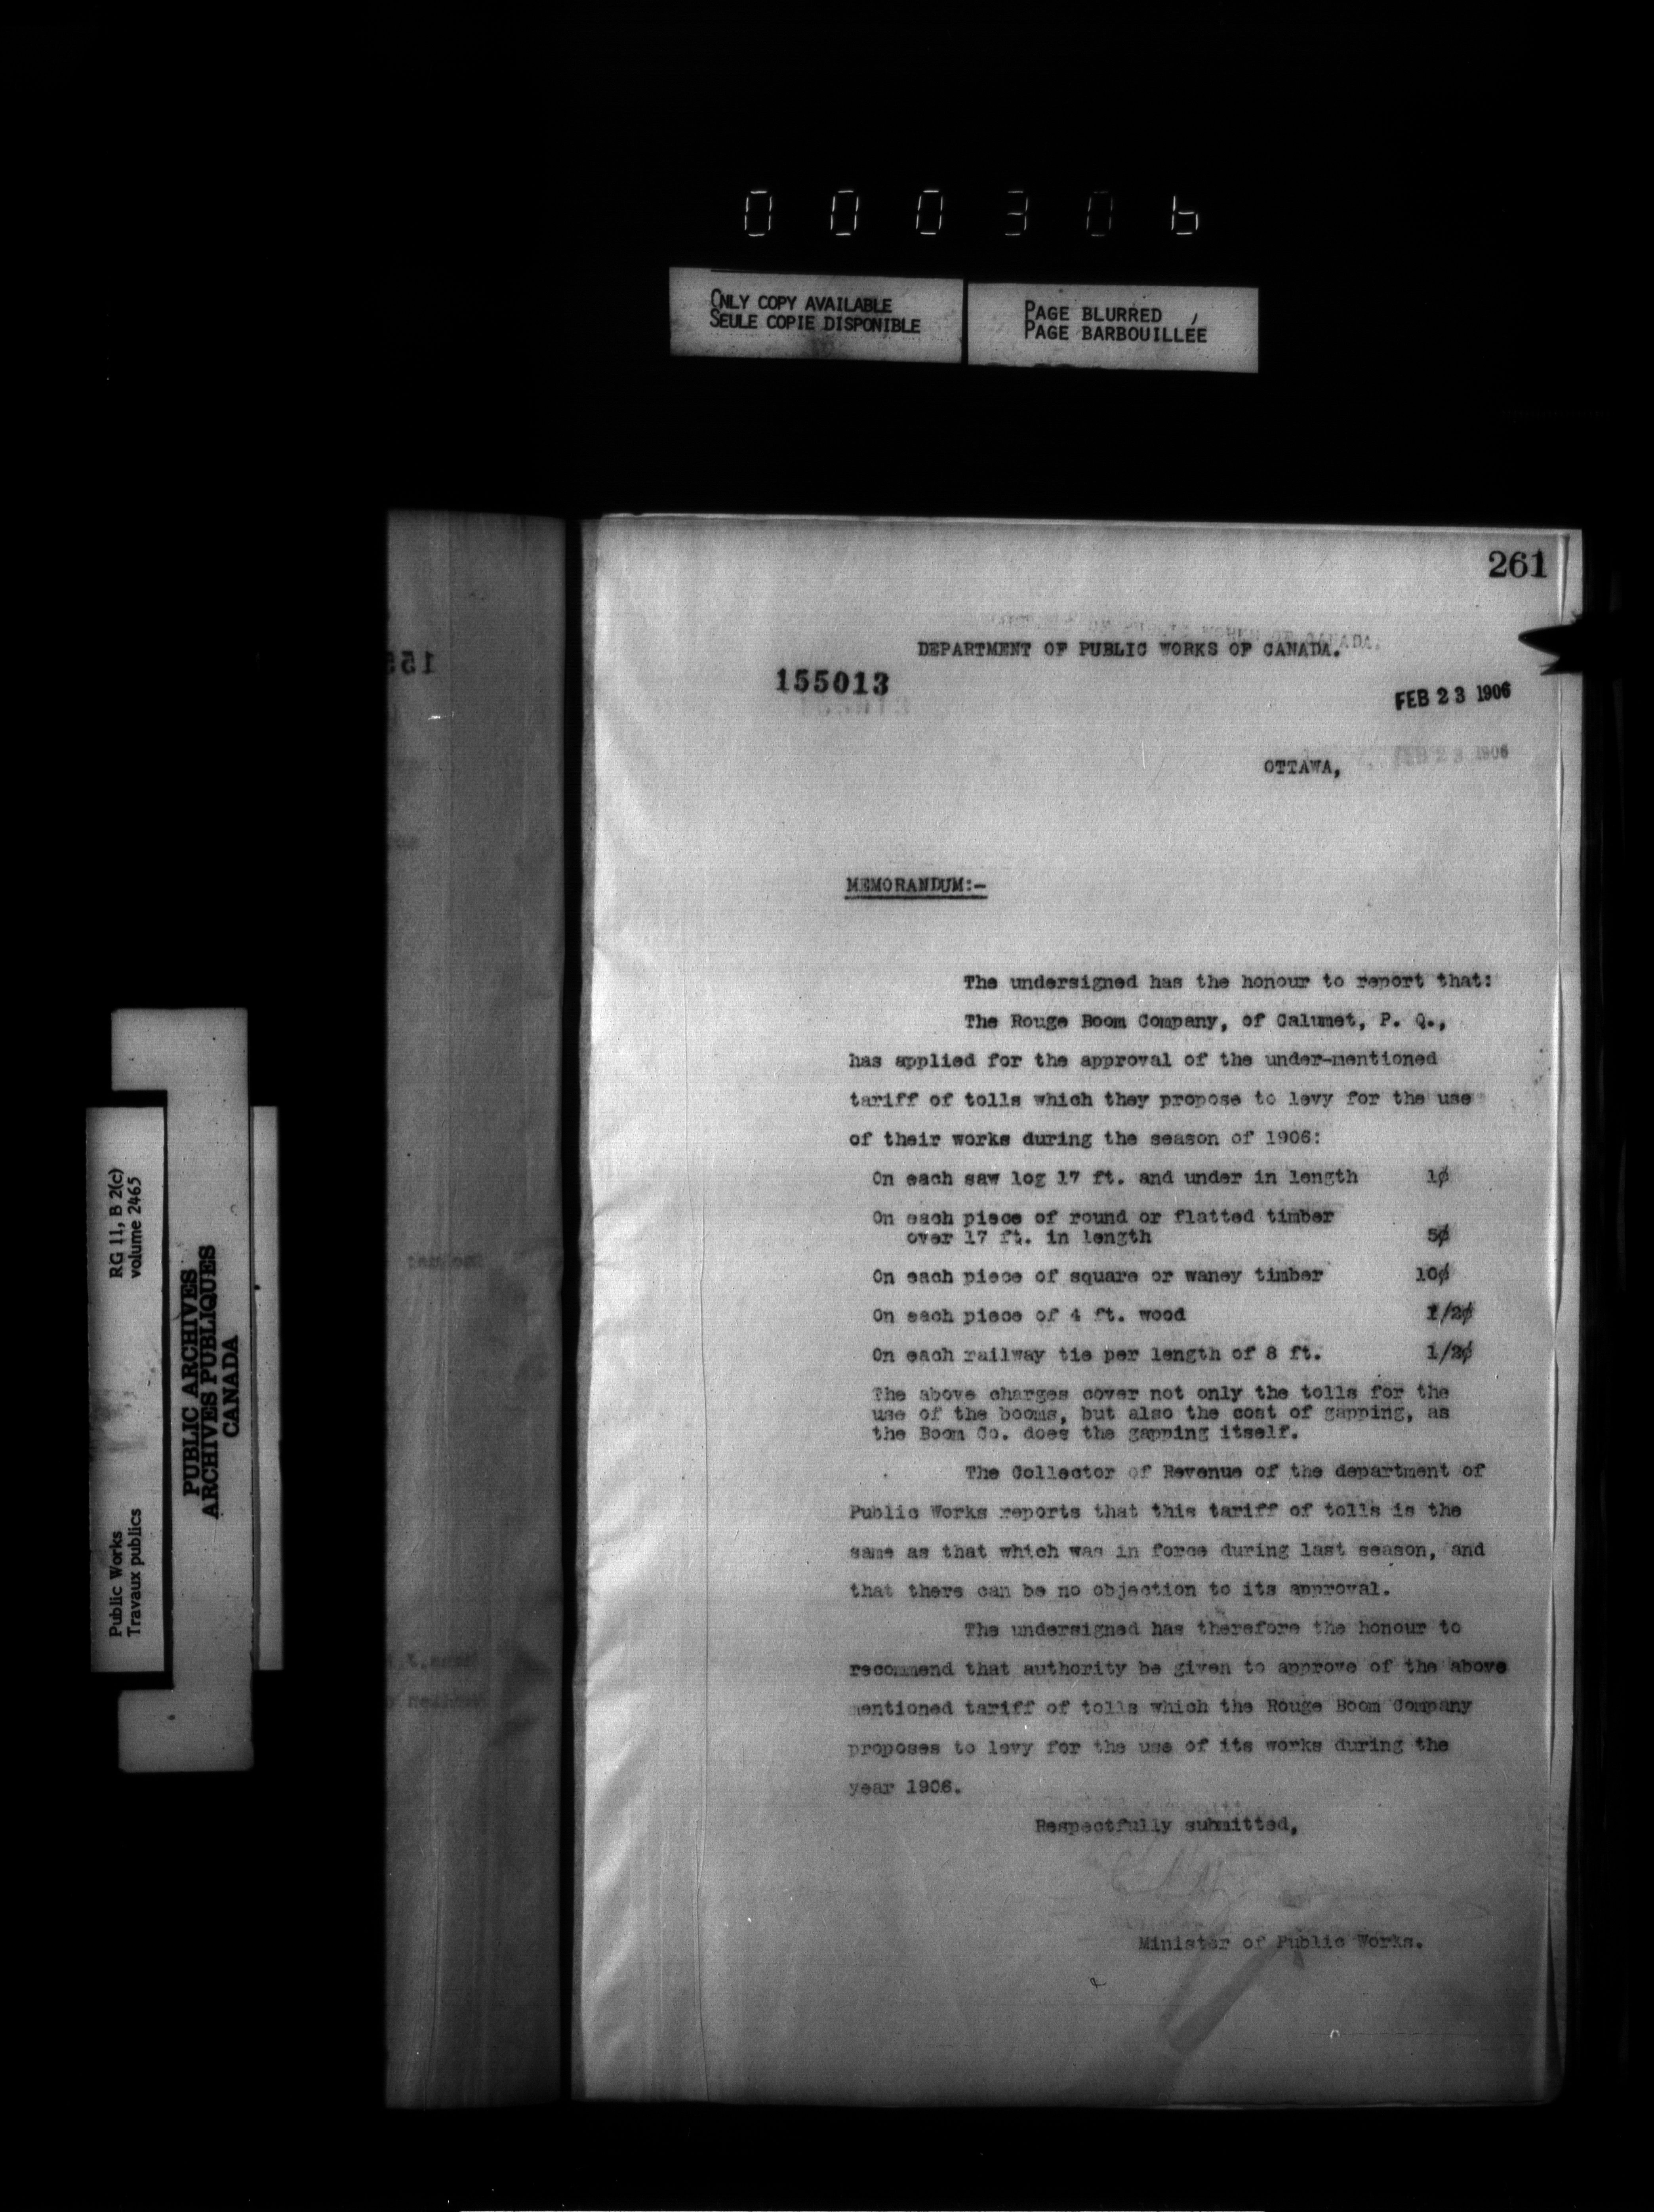 000306
ONLY COPY AVAILABLE
SEULE COPIE DISPONIBLE
PAGE BLURRED
PAGE BARBOUILLÉE
261
DEPARTMENT OF PUBLIC WORKS OF CANADA.
155013
FEB 23 1906
OTTAWA,
MEMORANDUM:-
The undersigned has the honour to report that:
The Rouge Boom Company, of Calumet, P. Q.,
has applied for the approval of the under-mentioned
tariff of tolls which they propose to levy for the use
of their works during the season of 1906:
On each saw log 17 ft. and under in length 1¢
On each piece of round or flatted timber
over 17 ft. in length 5¢
On each piece of square or waney timber 10¢
On each piece of 4 ft. wood 1/2¢
On each railway tie per length of 8 ft. 1/2¢
The above charges cover not only the tolls for the
use of the booms, but also the cost of gapping, as
the Boom Co. does the gapping itself.
The Collector of Revenue of the department of
Public Works reports that this tariff of tolls is the
same as that which was in force during last season, and
that there can be no objection to its approval.
The undersigned has therefore the honour to
recommend that authority be given to approve of the above
mentioned tariff of tolls which the Rouge Boom Company
proposes to levy for the use of its works during the
year 1906.
Respectfully submitted,
Minister of Public Works.
RG 11, B 2(c)
volume 2465
PUBLIC ARCHIVES
ARCHIVES PUBLIQUES
CANADA
Public Works
Travaux publics